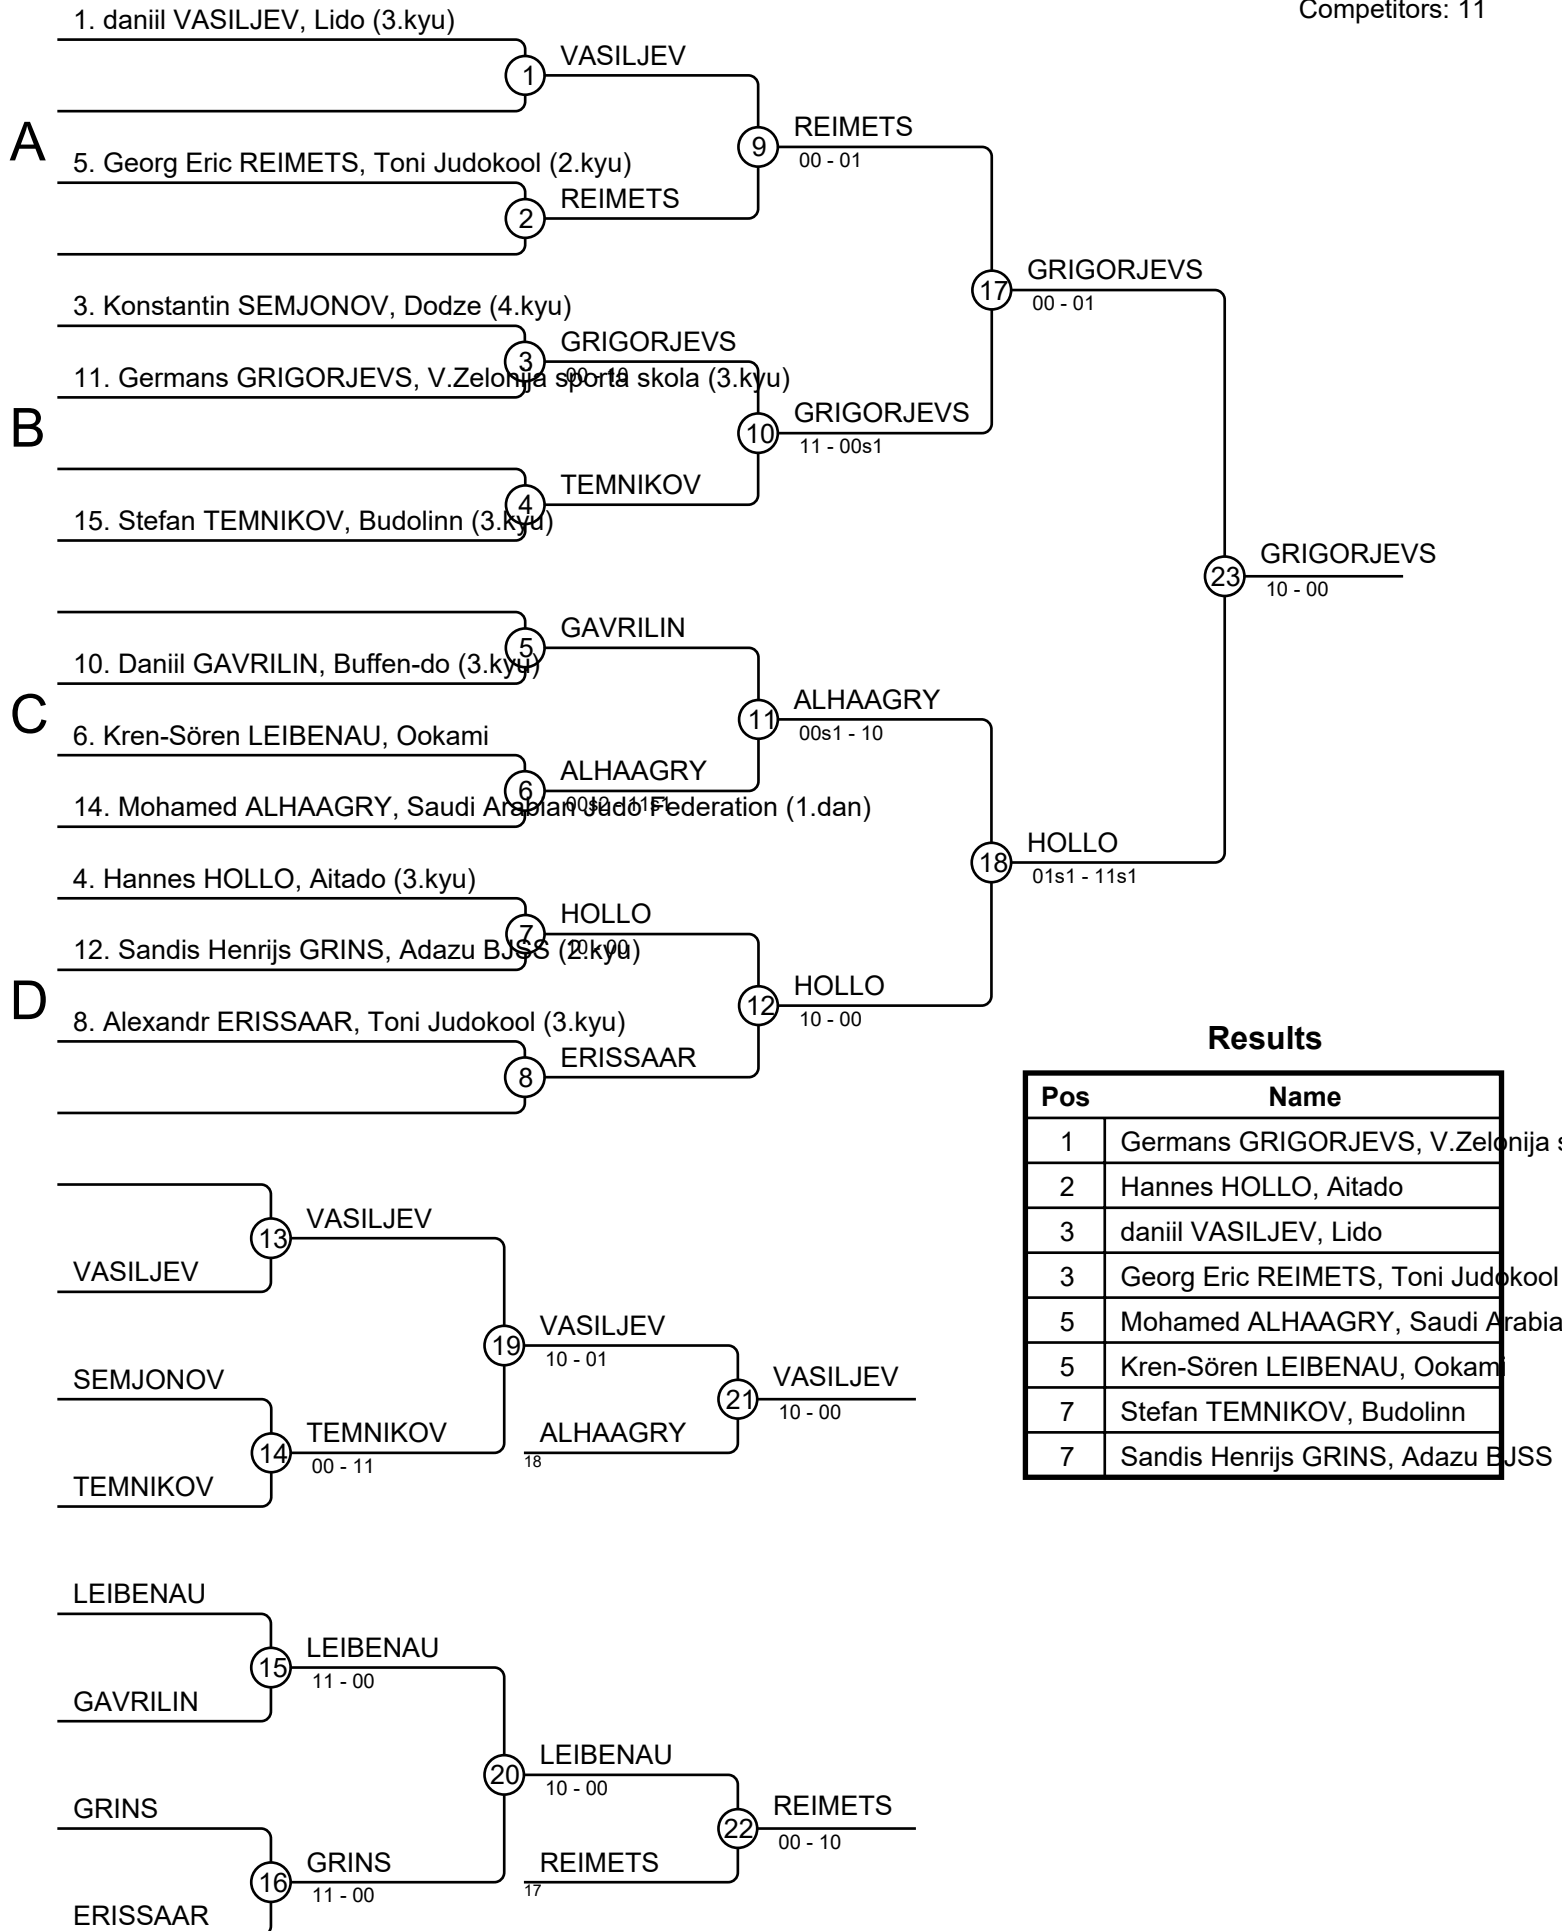 Competitors: 11
1. daniil VASILJEV, Lido (3.kyu)
1
VASILJEV
A
9
REIMETS
00 - 01
5. Georg Eric REIMETS, Toni Judokool (2.kyu)
2
REIMETS
17
GRIGORJEVS
00 - 01
3. Konstantin SEMJONOV, Dodze (4.kyu)
3
GRIGORJEVS
00 - 10
11. Germans GRIGORJEVS, V.Zelonija sporta skola (3.kyu)
B
10
GRIGORJEVS
11 - 00s1
4
TEMNIKOV
15. Stefan TEMNIKOV, Budolinn (3.kyu)
23
GRIGORJEVS
10 - 00
5
GAVRILIN
10. Daniil GAVRILIN, Buffen-do (3.kyu)
C
11
ALHAAGRY
00s1 - 10
6. Kren-Sören LEIBENAU, Ookami
6
ALHAAGRY
00s2 - 11s1
14. Mohamed ALHAAGRY, Saudi Arabian Judo Federation (1.dan)
18
HOLLO
01s1 - 11s1
4. Hannes HOLLO, Aitado (3.kyu)
7
HOLLO
10 - 00
12. Sandis Henrijs GRINS, Adazu BJSS (2.kyu)
D
12
HOLLO
10 - 00
8. Alexandr ERISSAAR, Toni Judokool (3.kyu)
8
ERISSAAR
Results
Pos Name
1 Germans GRIGORJEVS, V.Zelonija s
2 Hannes HOLLO, Aitado
3 daniil VASILJEV, Lido
3 Georg Eric REIMETS, Toni Judokool
5 Mohamed ALHAAGRY, Saudi Arabia
5 Kren-Sören LEIBENAU, Ookami
7 Stefan TEMNIKOV, Budolinn
7 Sandis Henrijs GRINS, Adazu BJSS
13
VASILJEV
VASILJEV
19
VASILJEV
10 - 01
SEMJONOV
14
TEMNIKOV
00 - 11
TEMNIKOV
21
VASILJEV
10 - 00
ALHAAGRY
18
LEIBENAU
15
LEIBENAU
11 - 00
GAVRILIN
20
LEIBENAU
10 - 00
GRINS
16
GRINS
11 - 00
ERISSAAR
22
REIMETS
00 - 10
REIMETS
17